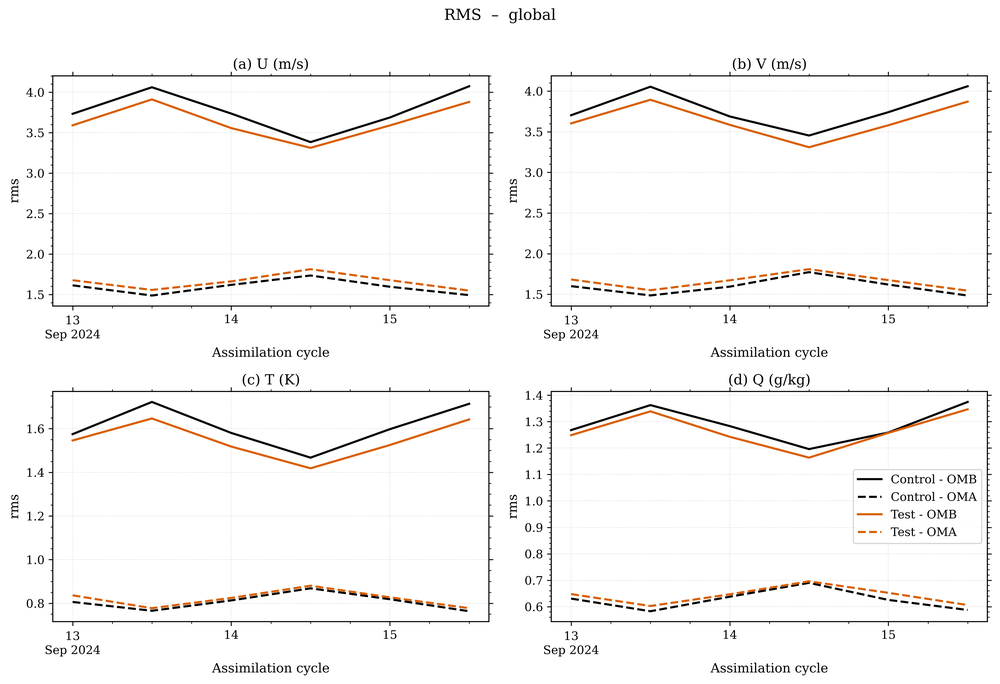 RMS – global
(a) U (m/s)
rms
4.0
3.5
3.0
2.5
2.0
1.5
13
14
15
Sep 2024
Assimilation cycle
(b) V (m/s)
rms
4.0
3.5
3.0
2.5
2.0
1.5
13
14
15
Sep 2024
Assimilation cycle
(c) T (K)
rms
1.6
1.4
1.2
1.0
0.8
13
14
15
Sep 2024
Assimilation cycle
(d) Q (g/kg)
rms
1.4
1.3
1.2
1.1
1.0
0.9
0.8
0.7
0.6
Control - OMB
Control - OMA
Test - OMB
Test - OMA
13
14
15
Sep 2024
Assimilation cycle